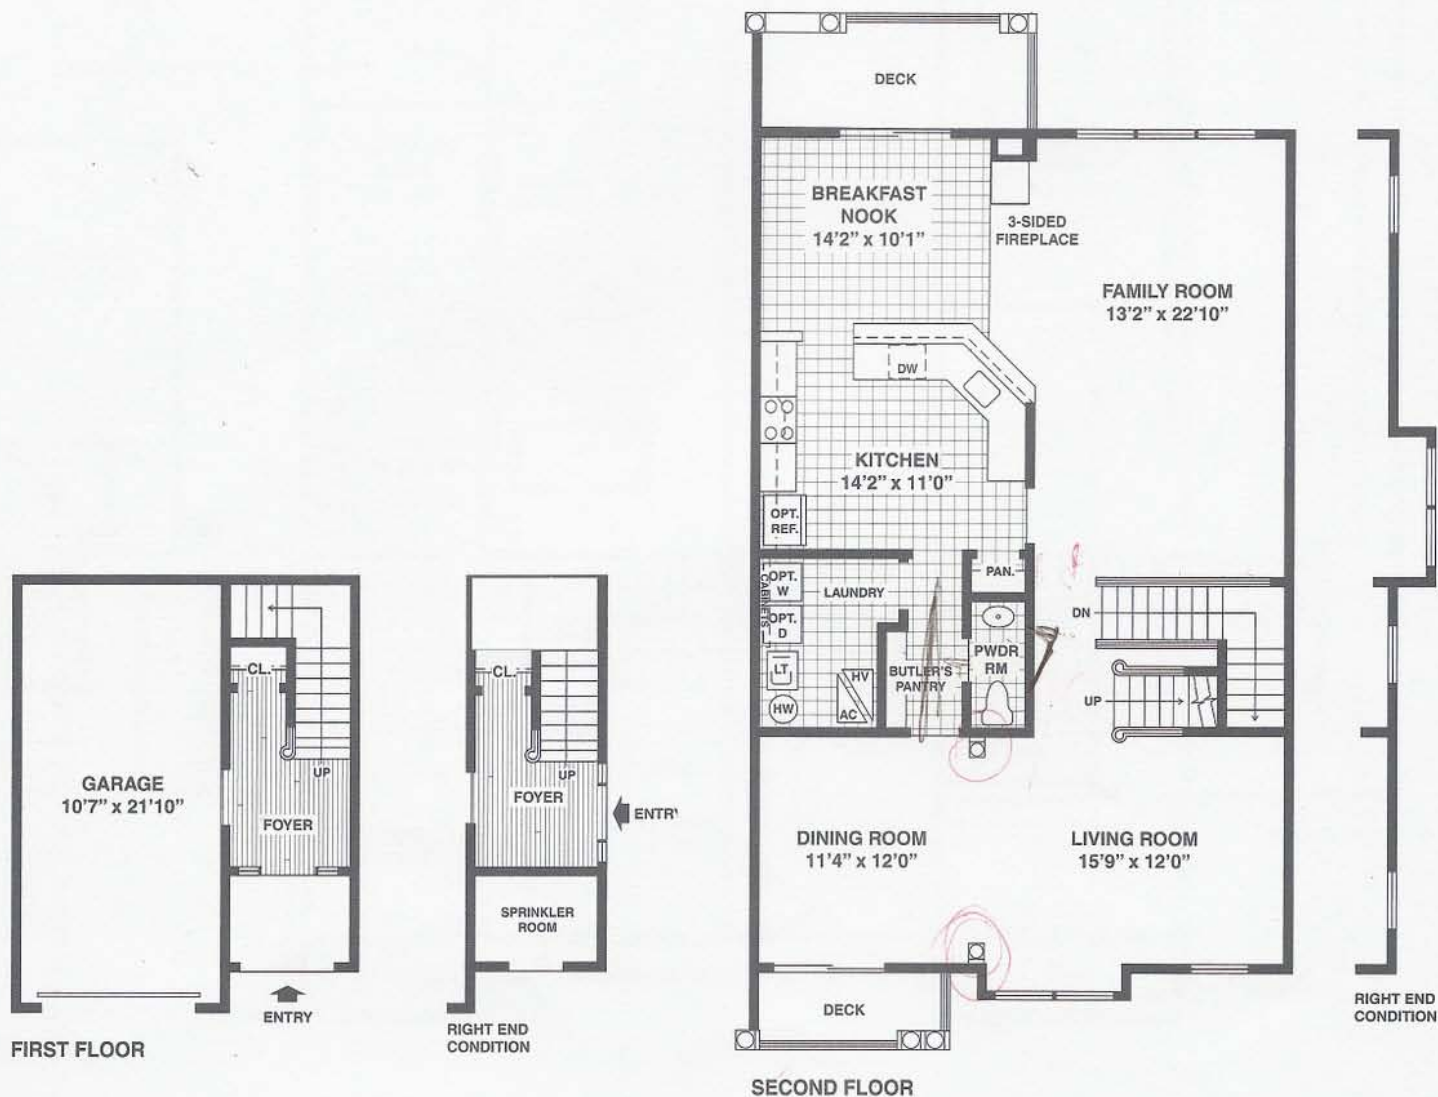 CL.
GARAGE
10'7" x 21'10"
UP
FOYER
ENTRY
FIRST FLOOR
CL.
UP
FOYER
ENTRY
SPRINKLER
ROOM
RIGHT END
CONDITION
DECK
BREAKFAST
NOOK
14'2" x 10'1"
3-SIDED
FIREPLACE
FAMILY ROOM
13'2" x 22'10"
DW
KITCHEN
14'2" x 11'0"
OPT.
REF.
OPT.
W
CABINETS
OPT.
D
LAUNDRY
LT
HW
HV
AC
BUTLER'S
PANTRY
PAN.
PWDR
RM
DN
UP
DINING ROOM
11'4" x 12'0"
LIVING ROOM
15'9" x 12'0"
DECK
SECOND FLOOR
RIGHT END
CONDITION